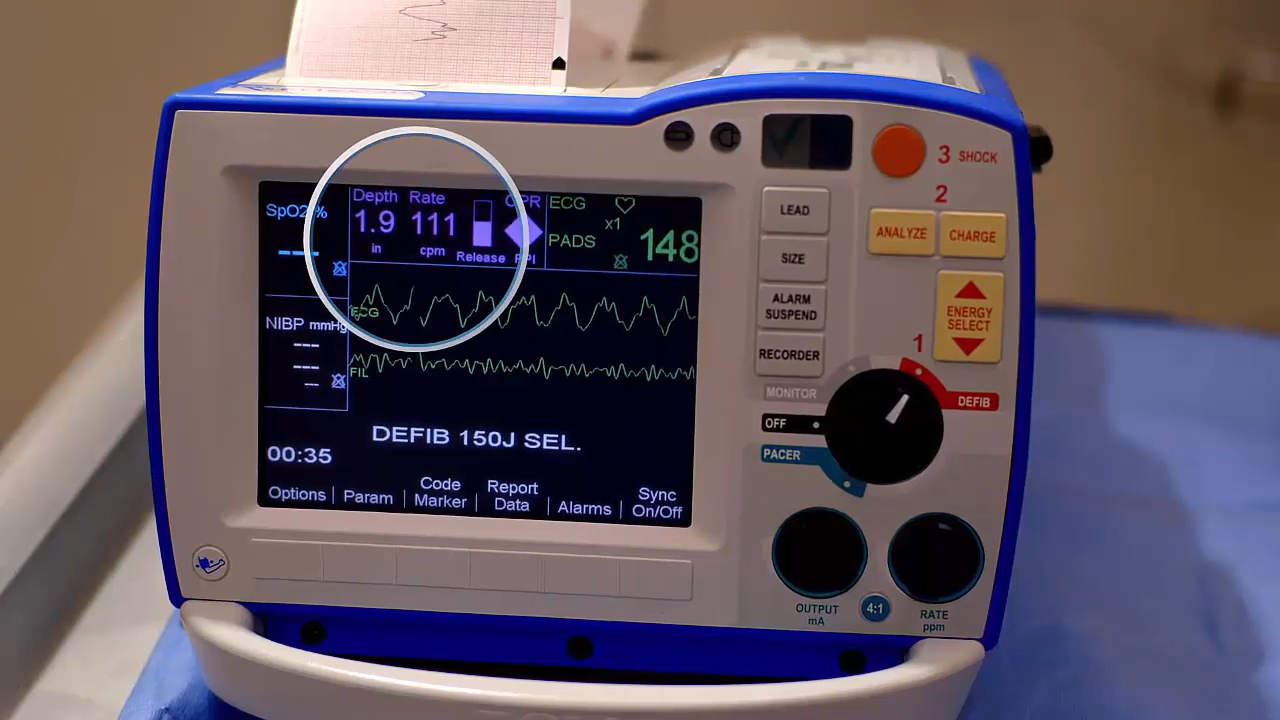 SpO2 %
Depth Rate
1.9 111
in cpm
Release
CPR
PPI
ECG
x1
PADS
148
ECG
NIBP mmHg
FIL
DEFIB 150J SEL.
00:35
Options
Param
Code
Marker
Report
Data
Alarms
Sync
On/Off
3 SHOCK
2
ANALYZE
CHARGE
LEAD
SIZE
ALARM
SUSPEND
RECORDER
ENERGY
SELECT
1
MONITOR
DEFIB
OFF
PACER
OUTPUT
mA
4:1
RATE
ppm